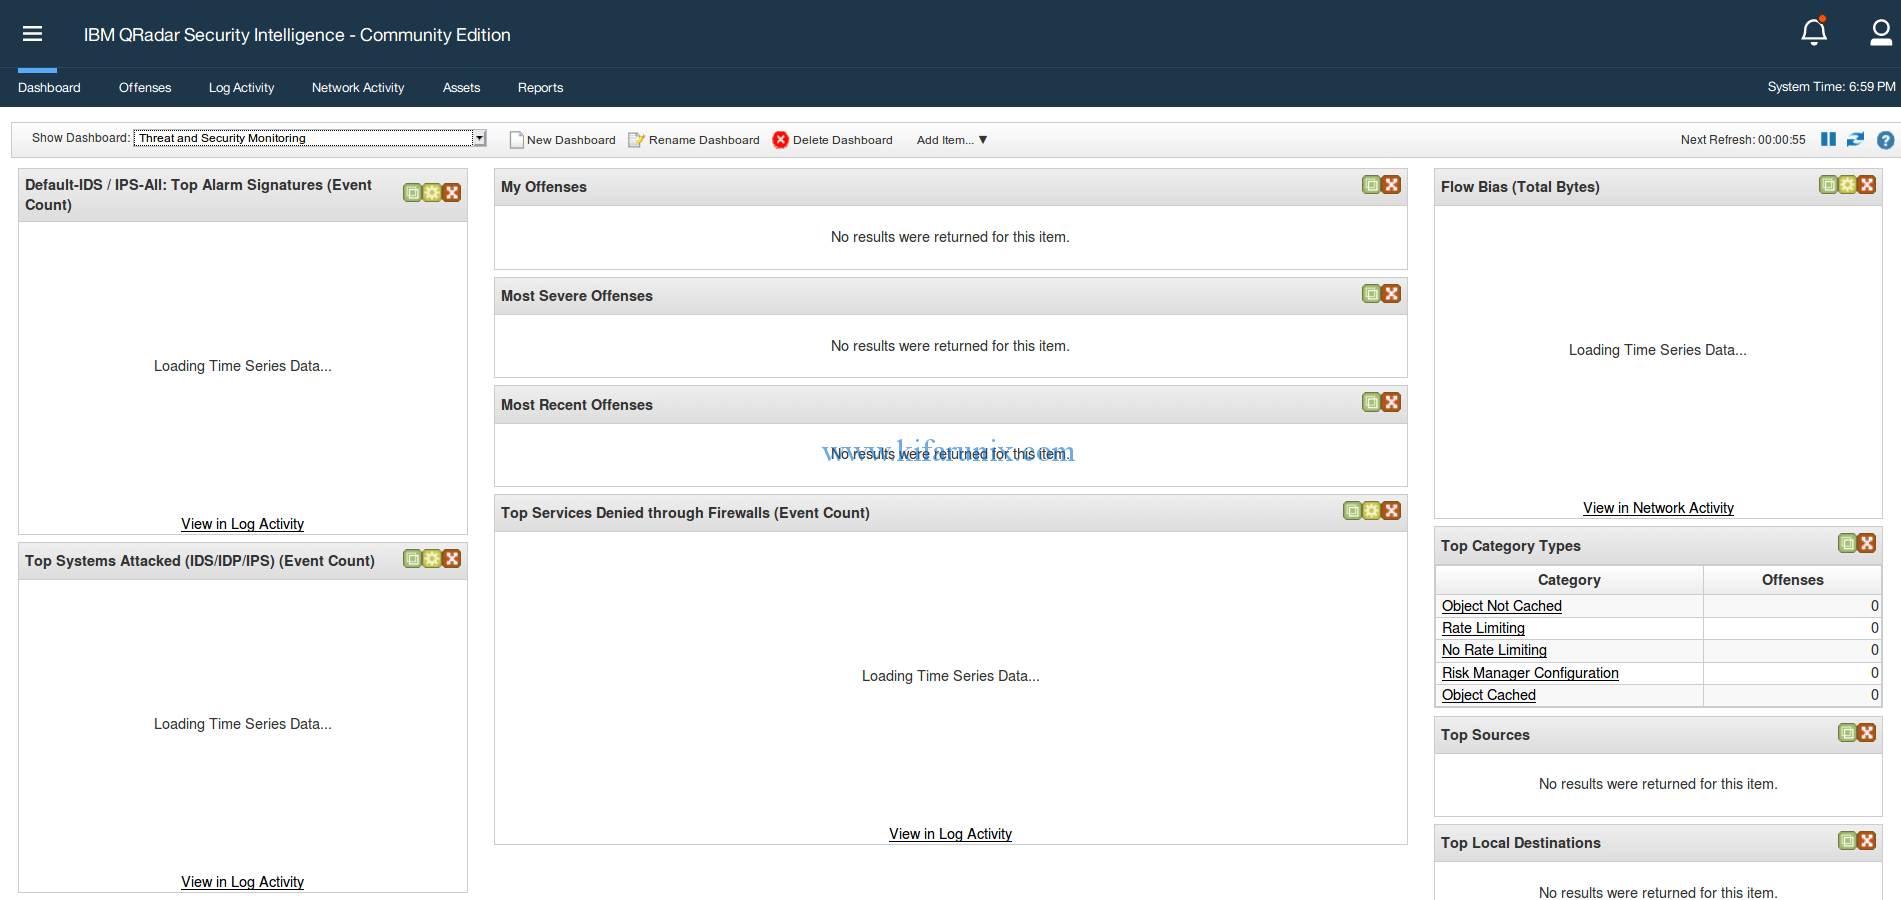 IBM QRadar Security Intelligence - Community Edition
Dashboard
Offenses
Log Activity
Network Activity
Assets
Reports
System Time: 6:59 PM
Show Dashboard:
Threat and Security Monitoring
New Dashboard
Rename Dashboard
Delete Dashboard
Add Item... ▼
Next Refresh: 00:00:55
?
Default-IDS / IPS-All: Top Alarm Signatures (Event
Count)
Loading Time Series Data...
View in Log Activity
Top Systems Attacked (IDS/IDP/IPS) (Event Count)
Loading Time Series Data...
View in Log Activity
My Offenses
No results were returned for this item.
Most Severe Offenses
No results were returned for this item.
Most Recent Offenses
No results were returned for this item.
www.kifarunix.com
Top Services Denied through Firewalls (Event Count)
Loading Time Series Data...
View in Log Activity
Flow Bias (Total Bytes)
Loading Time Series Data...
View in Network Activity
Top Category Types
Category Offenses
Object Not Cached 0
Rate Limiting 0
No Rate Limiting 0
Risk Manager Configuration 0
Object Cached 0
Top Sources
No results were returned for this item.
Top Local Destinations
No results were returned for this item.